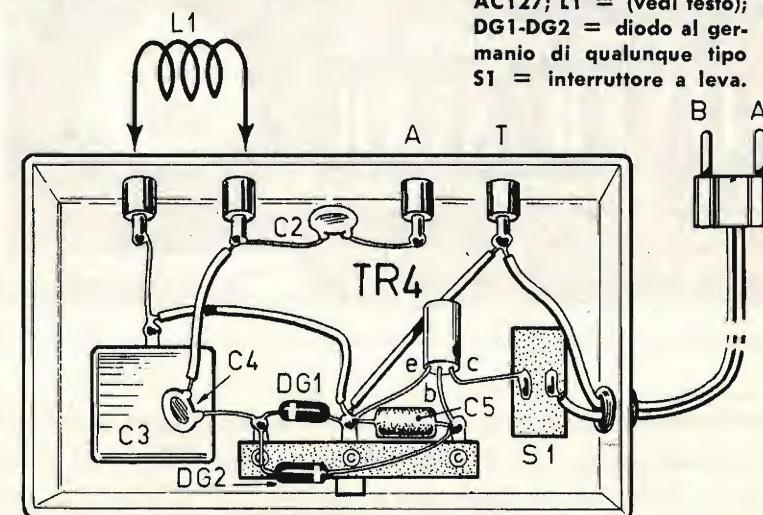 AC127; L1 = (vedi testo);
DG1-DG2 = diodo al ger-
manio di qualunque tipo
S1 = interruttore a leva.
L1
B A
A T
C2
TR4
C4
e c
b
DG1
C5
C3
S1
DG2